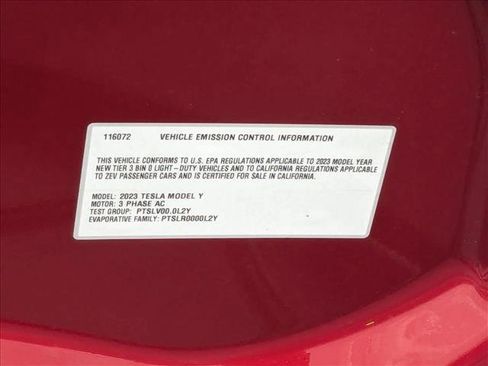 116072 VEHICLE EMISSION CONTROL INFORMATION
THIS VEHICLE CONFORMS TO U.S. EPA REGULATIONS APPLICABLE TO 2023 MODEL YEAR
NEW TIER 3 BIN 0 LIGHT - DUTY VEHICLES AND TO CALIFORNIA REGULATIONS APPLICABLE
TO ZEV PASSENGER CARS AND IS CERTIFIED FOR SALE IN CALIFORNIA.
MODEL: 2023 TESLA MODEL Y
MOTOR: 3 PHASE AC
TEST GROUP: PTSLV00.0L2Y
EVAPORATIVE FAMILY: PTSLR0000L2Y